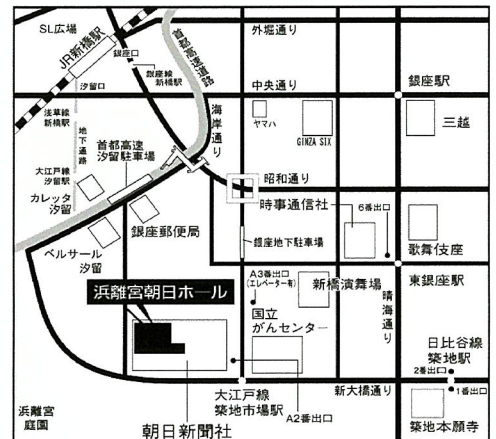 SL広場
JR新橋駅
銀座口
銀座線
新橋駅
首都高速道路
外堀通り
汐留口
中央通り
銀座駅
浅草線
新橋駅
地下通路
海岸通り
ヤマハ
GINZA SIX
三越
首都高速
汐留駐車場
大江戸線
汐留駅
カレッタ
汐留
昭和通り
時事通信社
6番出口
銀座郵便局
銀座地下駐車場
歌舞伎座
ベルサール
汐留
A3番出口
(エレベーター有)
新橋演舞場
東銀座駅
浜離宮朝日ホール
国立
がんセンター
晴海通り
日比谷線
築地駅
2番出口
大江戸線
築地市場駅
新大橋通り
1番出口
浜離宮
庭園
朝日新聞社
A2番出口
築地本願寺